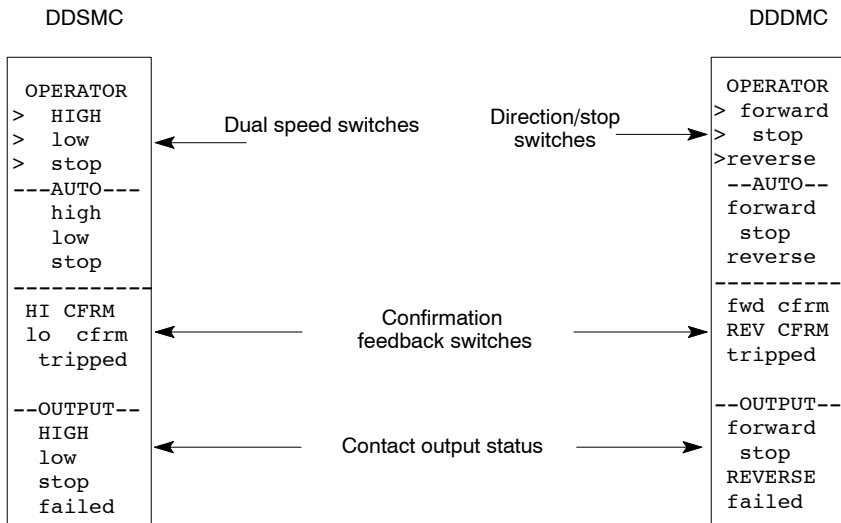 DDSMC
OPERATOR
> HIGH
> low
> stop
---AUTO---
high
low
stop
------------
HI CFRM
lo cfrm
tripped
--OUTPUT--
HIGH
low
stop
failed
Dual speed switches
Direction/stop
switches
Confirmation
feedback switches
Contact output status
DDDMC
OPERATOR
> forward
> stop
>reverse
--AUTO--
forward
stop
reverse
-----------
fwd cfrm
REV CFRM
tripped
--OUTPUT--
forward
stop
REVERSE
failed